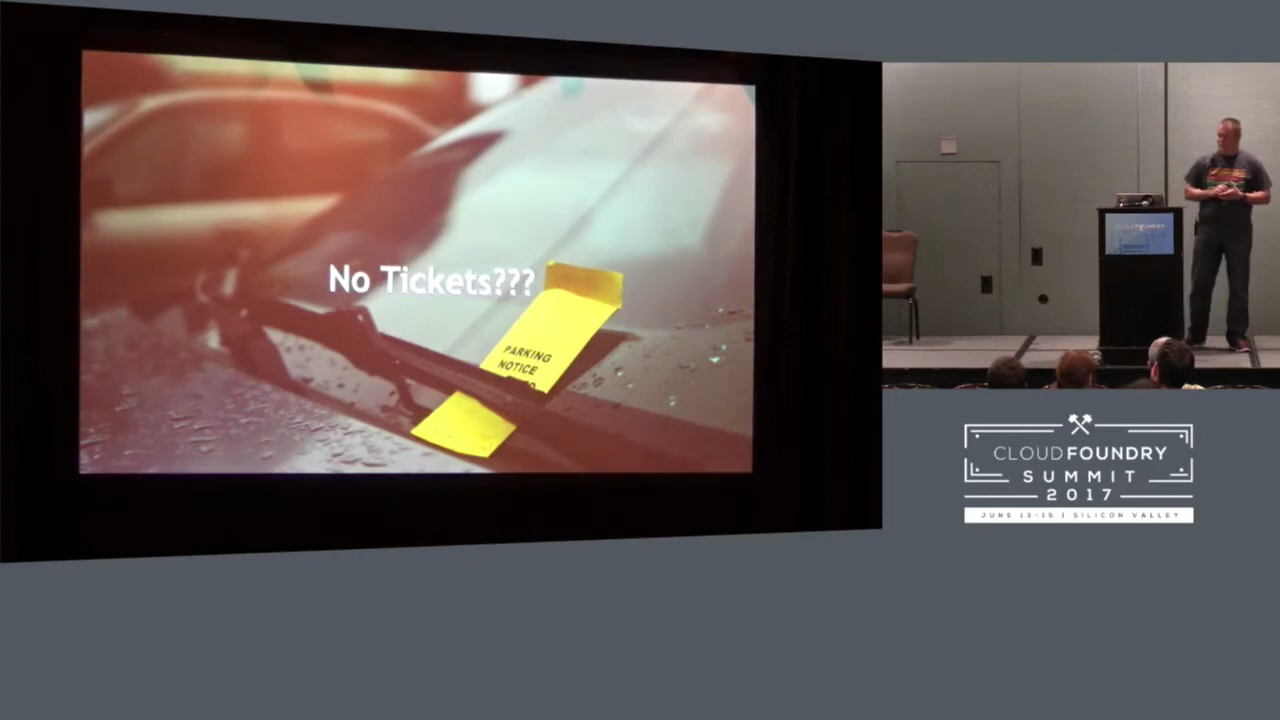 No Tickets???
PARKING
NOTICE
CLOUD FOUNDRY
SUMMIT
2017
JUNE 13-15 | SILICON VALLEY